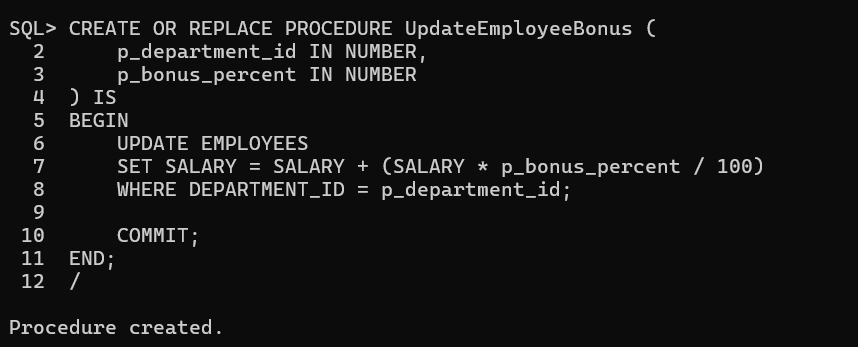 SQL> CREATE OR REPLACE PROCEDURE UpdateEmployeeBonus (
  2      p_department_id IN NUMBER,
  3      p_bonus_percent IN NUMBER
  4  ) IS
  5  BEGIN
  6      UPDATE EMPLOYEES
  7      SET SALARY = SALARY + (SALARY * p_bonus_percent / 100)
  8      WHERE DEPARTMENT_ID = p_department_id;
  9
 10      COMMIT;
 11  END;
 12  /
Procedure created.